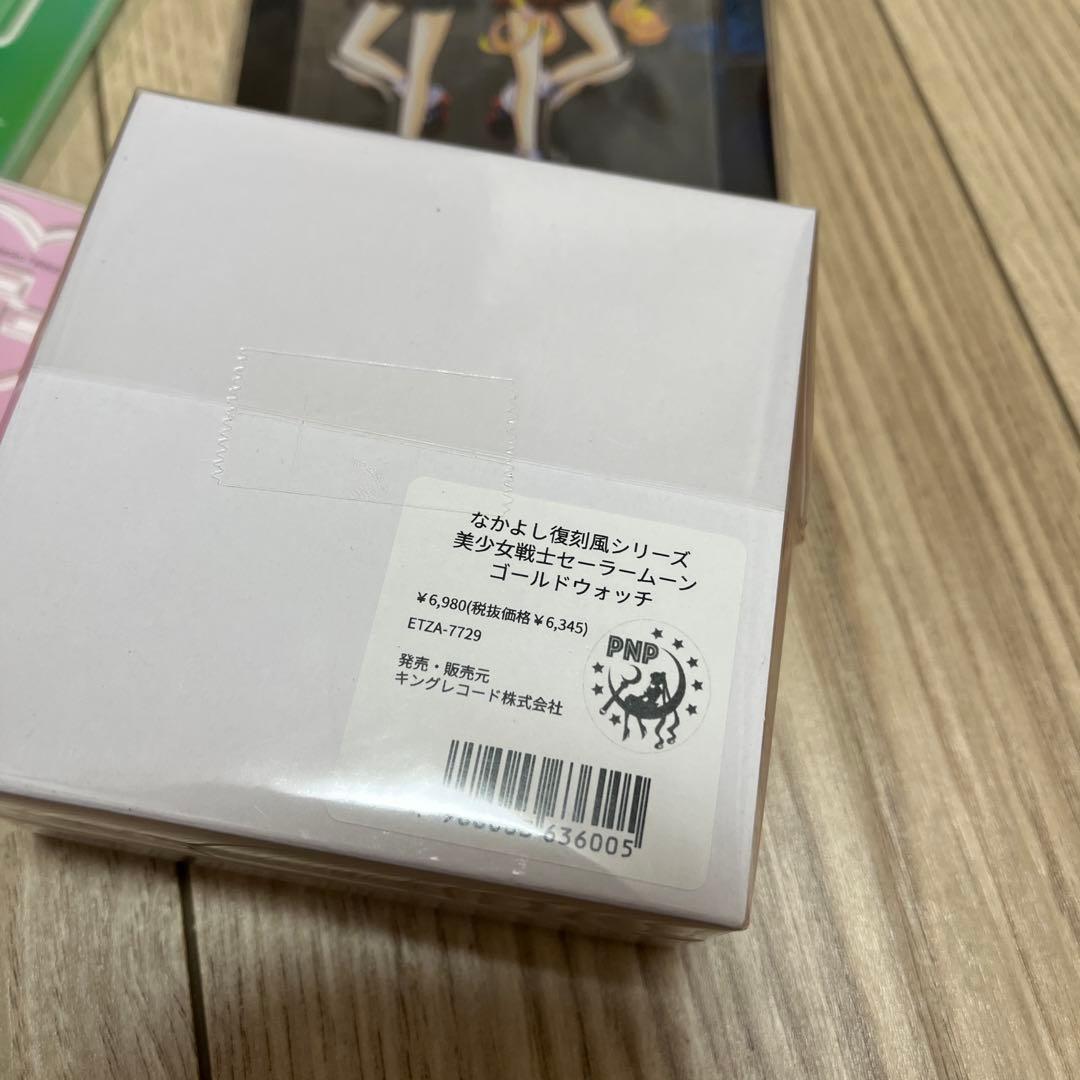 なかよし復刻風シリーズ
美少女戦士セーラームーン
ゴールドウォッチ
￥6,980(税抜価格￥6,345)
ETZA-7729
PNP
発売・販売元
キングレコード株式会社
636005